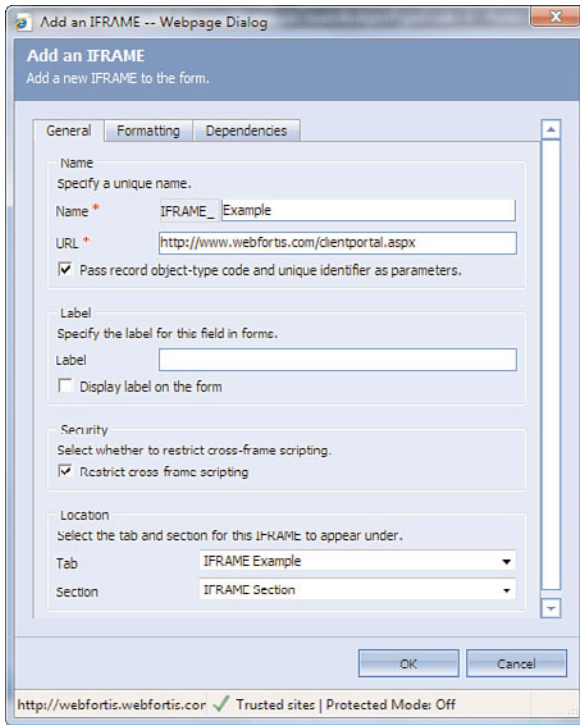 Add an IFRAME -- Webpage Dialog
Add an IFRAME
Add a new IFRAME to the form.
General Formatting Dependencies
Name
Specify a unique name.
Name * IFRAME_ Example
URL * http://www.webfortis.com/clientportal.aspx
Pass record object-type code and unique identifier as parameters.
Label
Specify the label for this field in forms.
Label
Display label on the form
Security
Select whether to restrict cross-frame scripting.
Restrict cross frame scripting
Location
Select the tab and section for this IFRAME to appear under.
Tab IFRAME Example
Section IFRAME Section
OK Cancel
http://webfortis.webfortis.cor Trusted sites | Protected Mode: Off